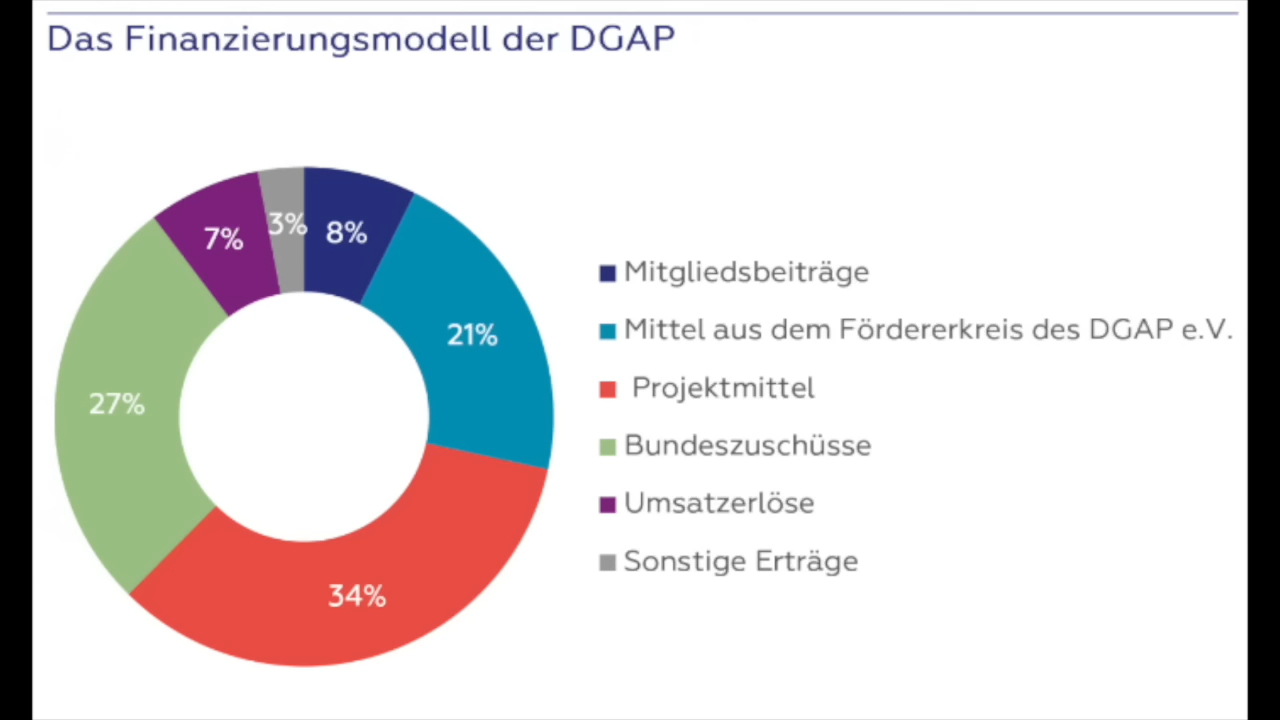 Das Finanzierungsmodell der DGAP
7%
3%
8%
21%
27%
34%
Mitgliedsbeiträge
Mittel aus dem Fördererkreis des DGAP e.V.
Projektmittel
Bundeszuschüsse
Umsatzerlöse
Sonstige Erträge